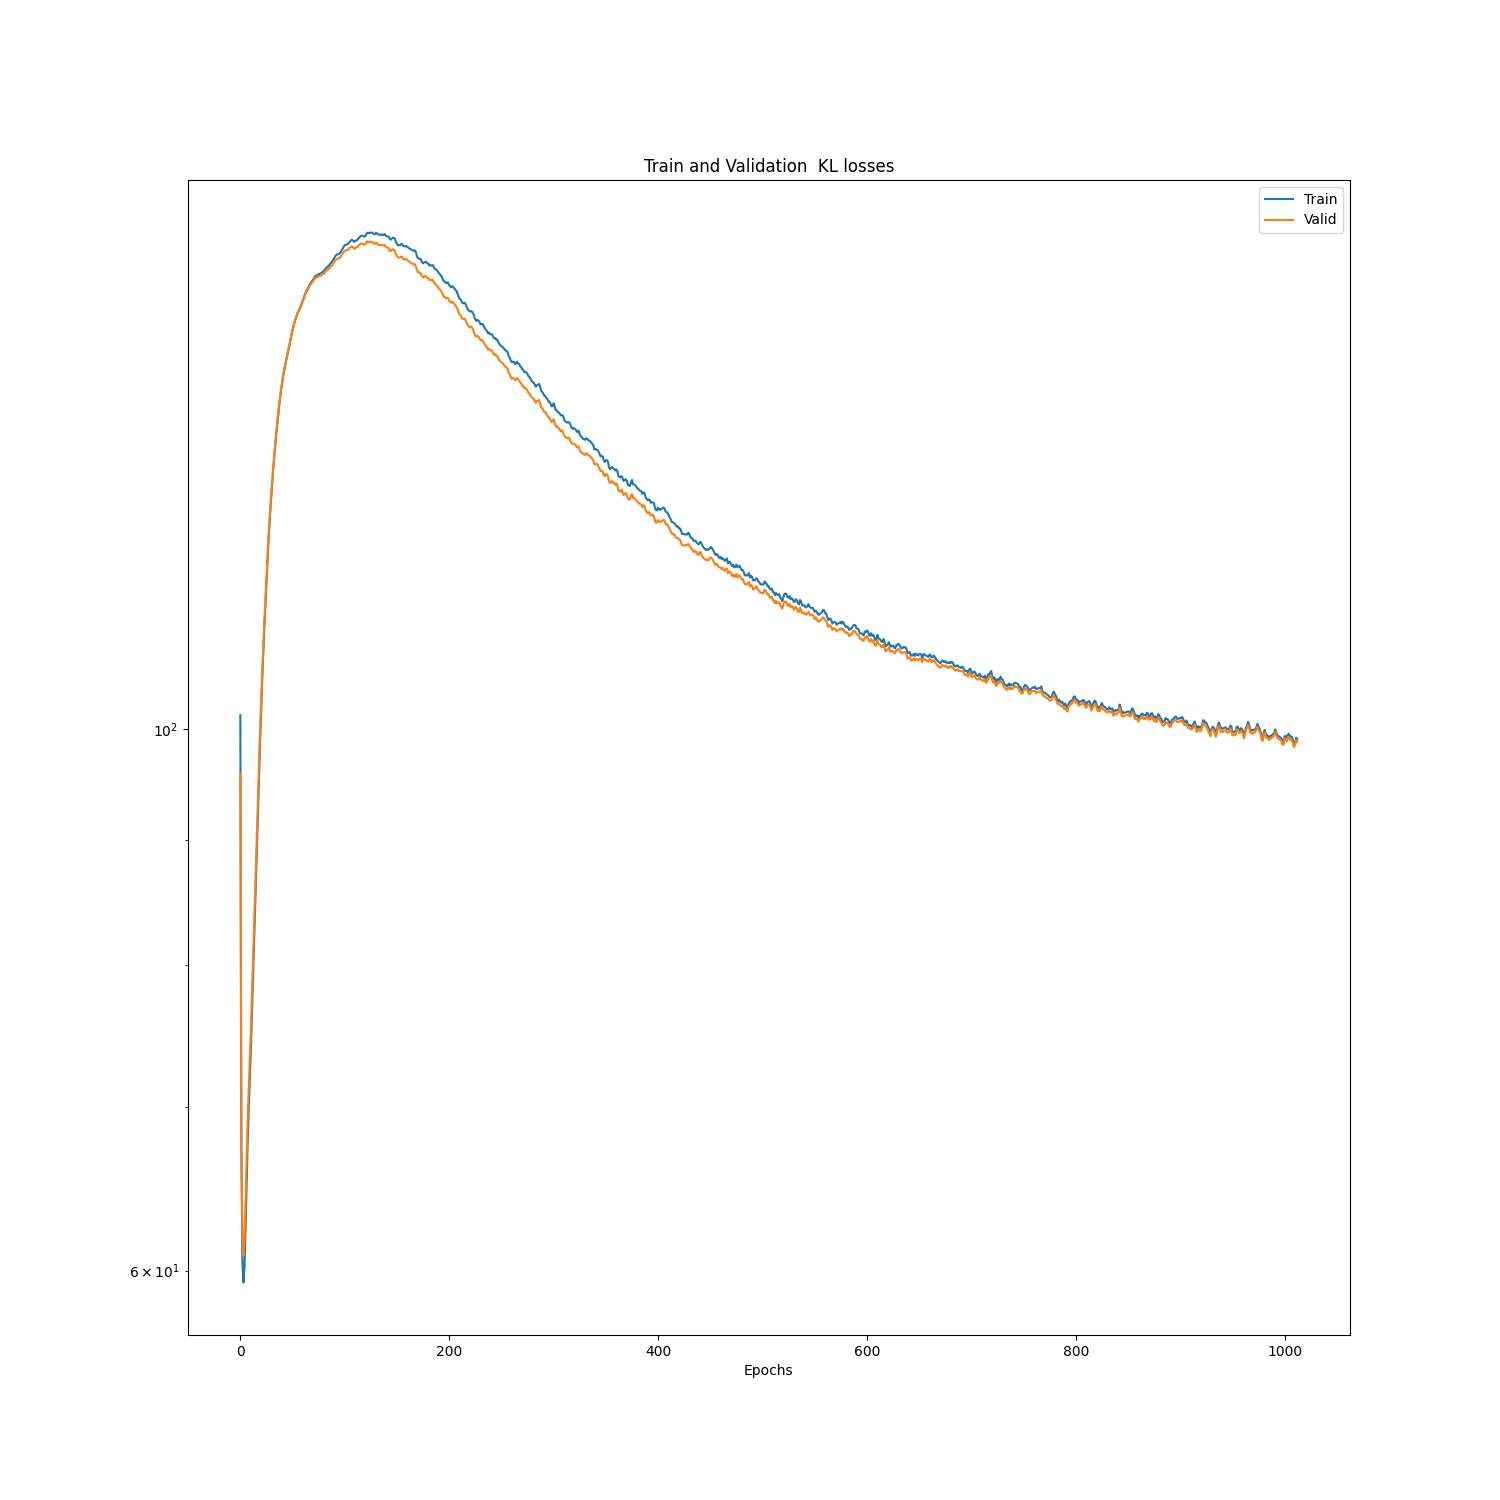 Train and Validation  KL losses
Train
Valid
10²
6 × 10¹
0
200
400
600
800
1000
Epochs